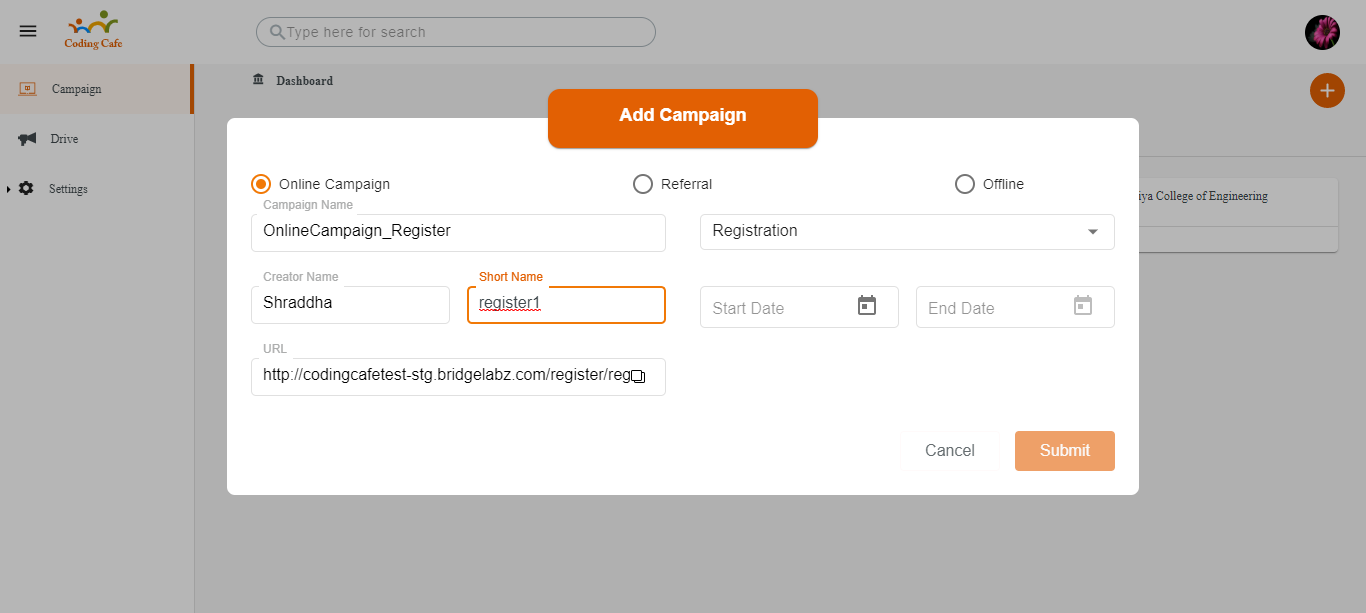 Coding Cafe
Type here for search
Campaign
Drive
Settings
Dashboard
Add Campaign
Online Campaign
Referral
Offline
Campaign Name
OnlineCampaign_Register
Registration
Creator Name
Shraddha
Short Name
register1
Start Date
End Date
URL
http://codingcafetest-stg.bridgelabz.com/register/reg
Cancel
Submit
College of Engineering